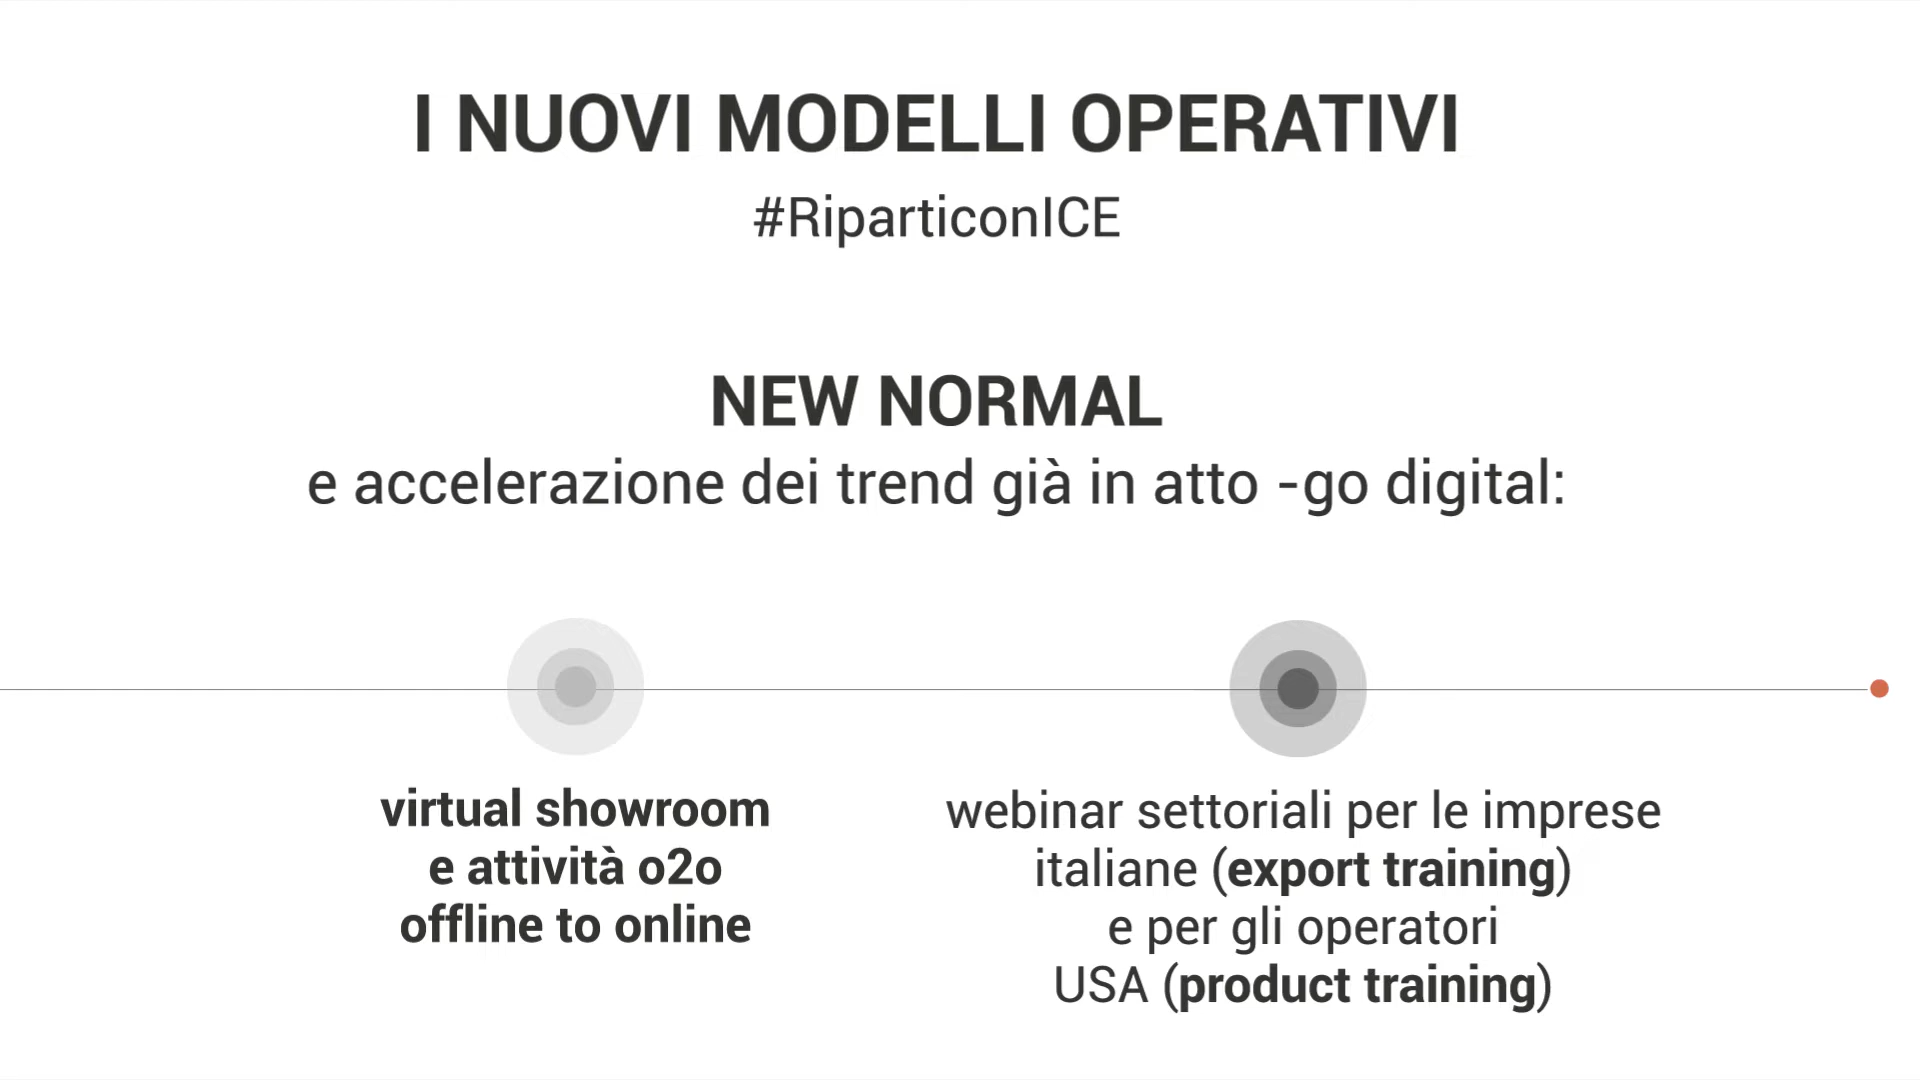 I NUOVI MODELLI OPERATIVI
#RiparticonICE
NEW NORMAL
e accelerazione dei trend già in atto -go digital:
virtual showroom
e attività o2o
offline to online
webinar settoriali per le imprese
italiane (export training)
e per gli operatori
USA (product training)